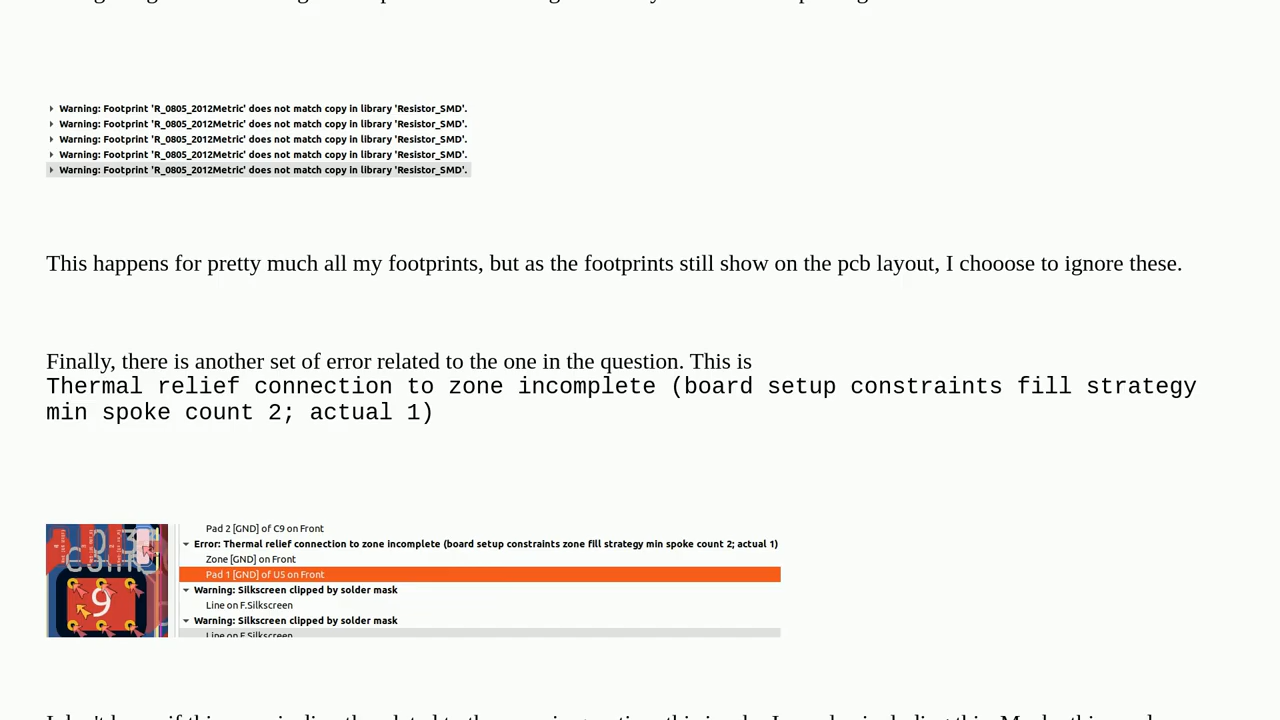 Warning: Footprint 'R_0805_2012Metric' does not match copy in library 'Resistor_SMD'.
Warning: Footprint 'R_0805_2012Metric' does not match copy in library 'Resistor_SMD'.
Warning: Footprint 'R_0805_2012Metric' does not match copy in library 'Resistor_SMD'.
Warning: Footprint 'R_0805_2012Metric' does not match copy in library 'Resistor_SMD'.
Warning: Footprint 'R_0805_2012Metric' does not match copy in library 'Resistor_SMD'.
This happens for pretty much all my footprints, but as the footprints still show on the pcb layout, I chooose to ignore these.
Finally, there is another set of error related to the one in the question. This is
Thermal relief connection to zone incomplete (board setup constraints fill strategy
min spoke count 2; actual 1)
Pad 2 [GND] of C9 on Front
Error: Thermal relief connection to zone incomplete (board setup constraints zone fill strategy min spoke count 2; actual 1)
Zone [GND] on Front
Pad 1 [GND] of U5 on Front
Warning: Silkscreen clipped by solder mask
Line on F.Silkscreen
Warning: Silkscreen clipped by solder mask
Line on F.Silkscreen
9